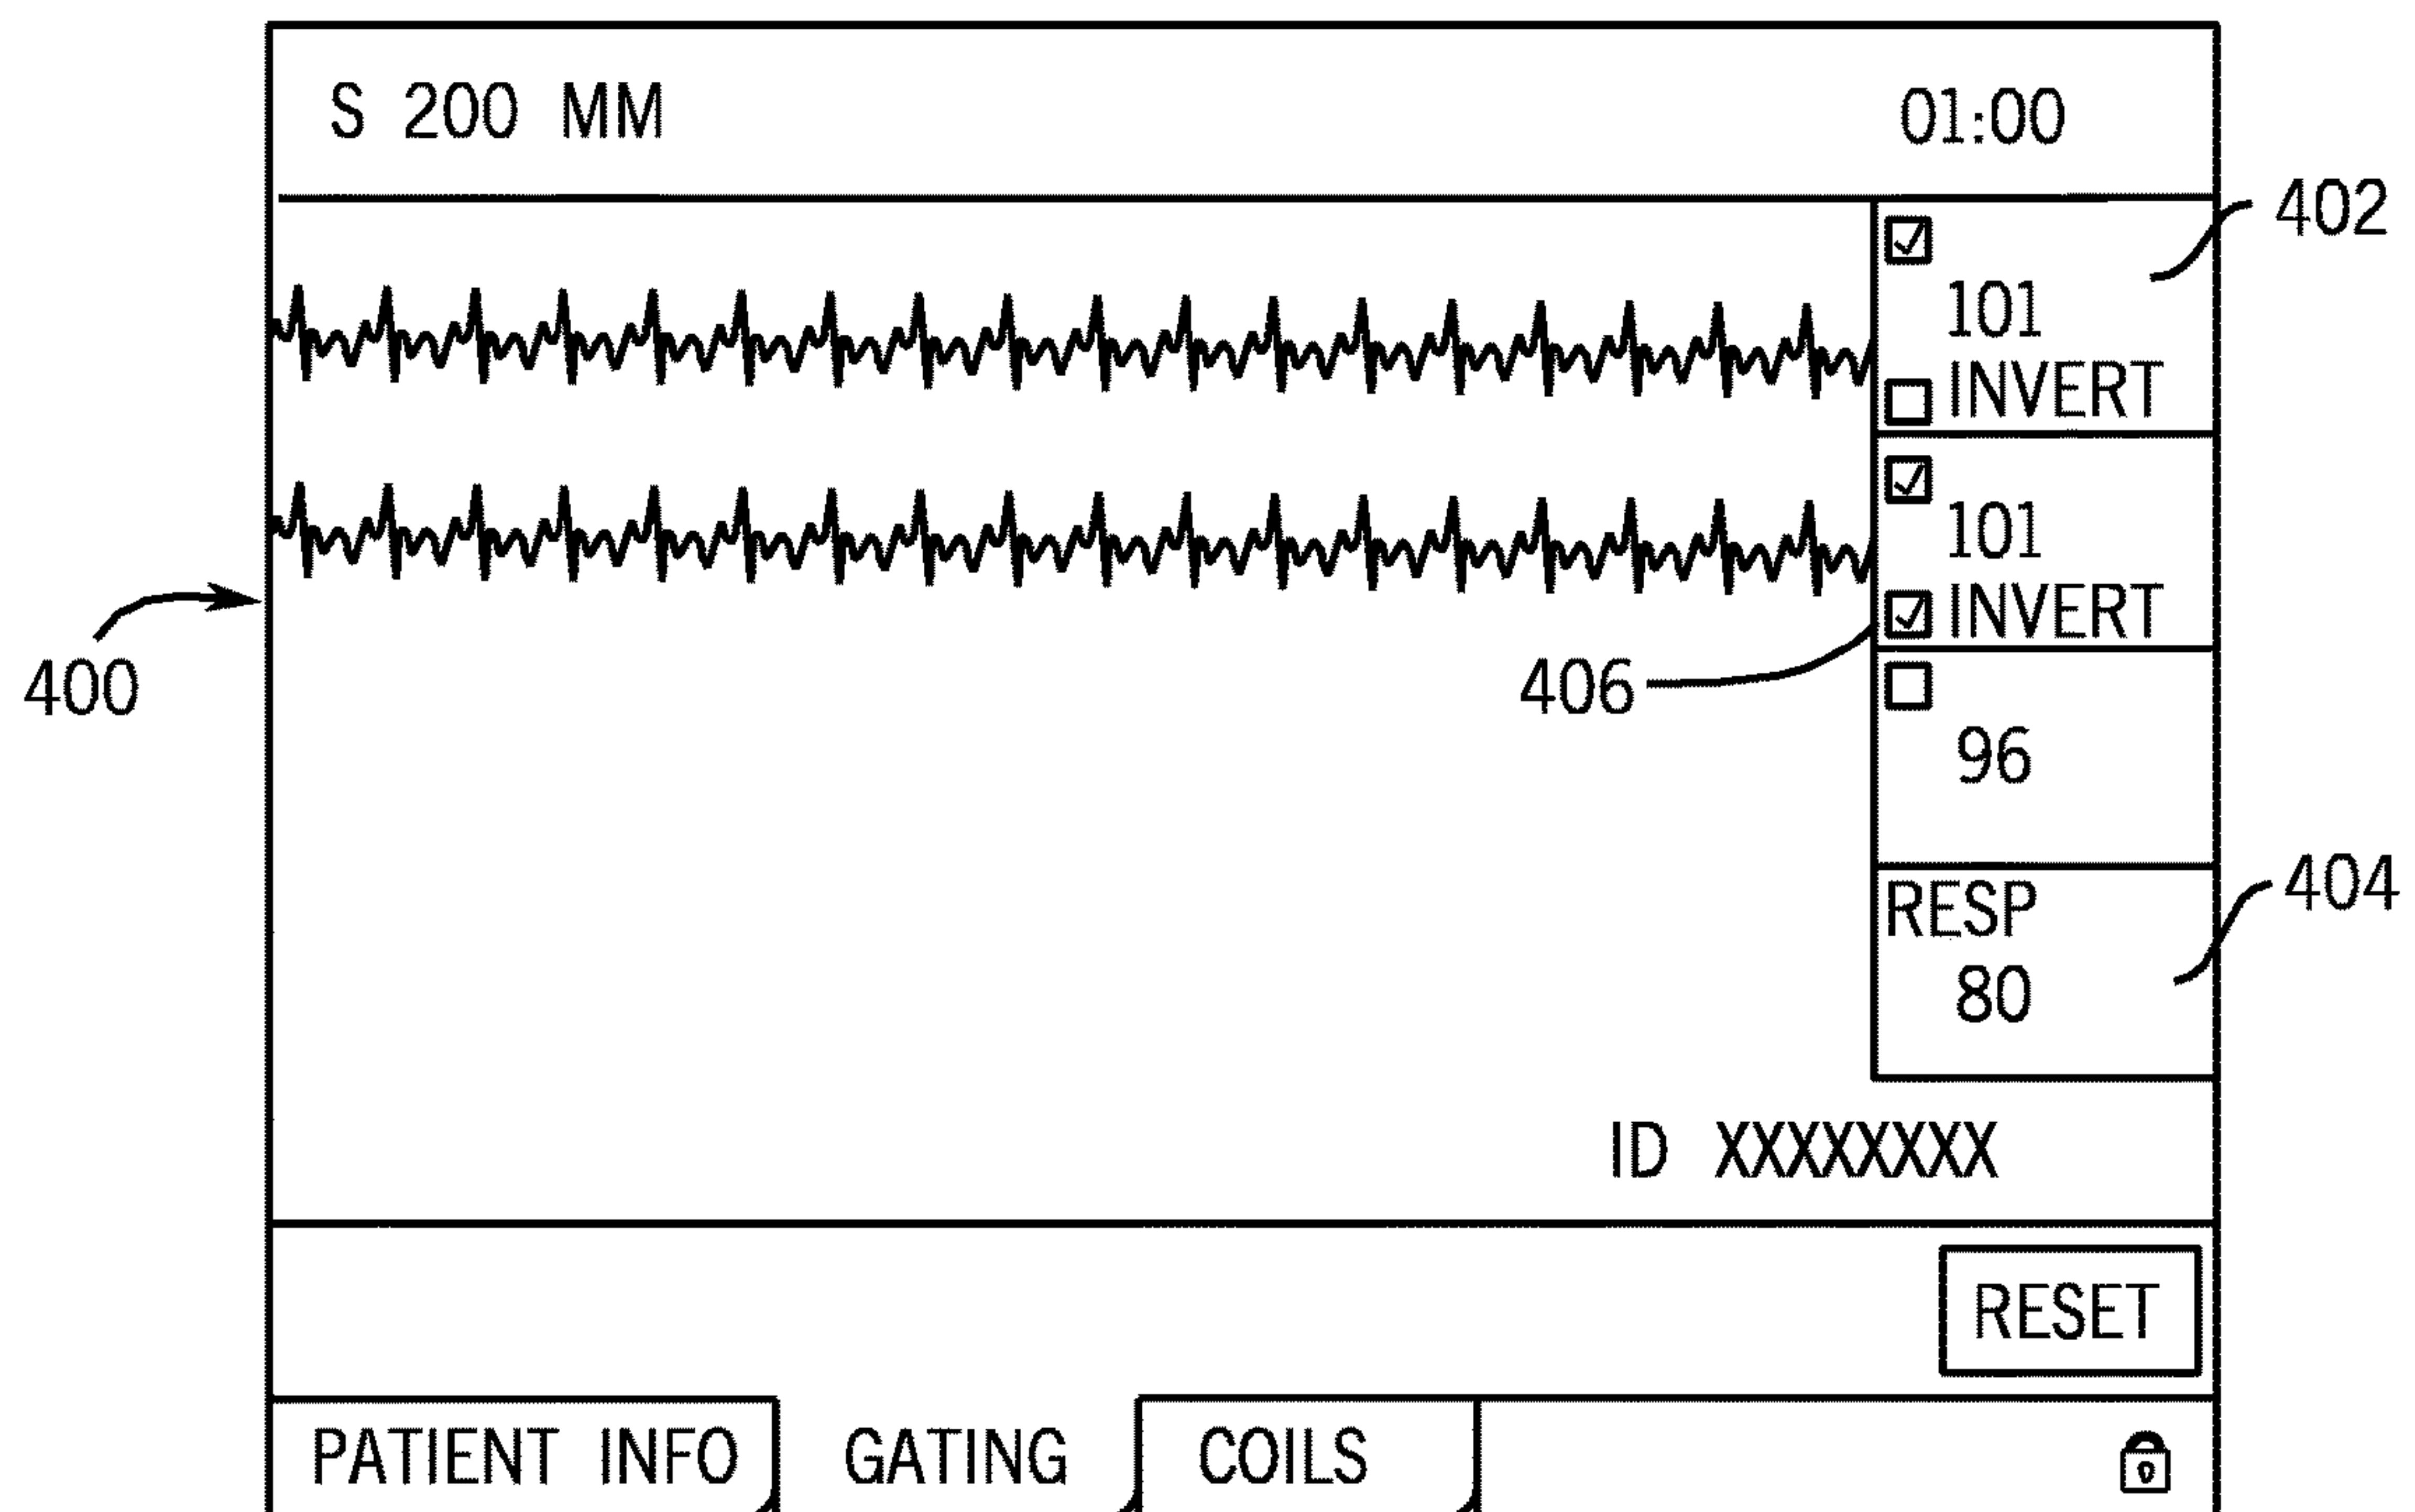 S 200 MM 01:00
402
101
INVERT
101
INVERT
400
406
96
RESP
404
80
ID XXXXXXXX
RESET
PATIENT INFO GATING COILS